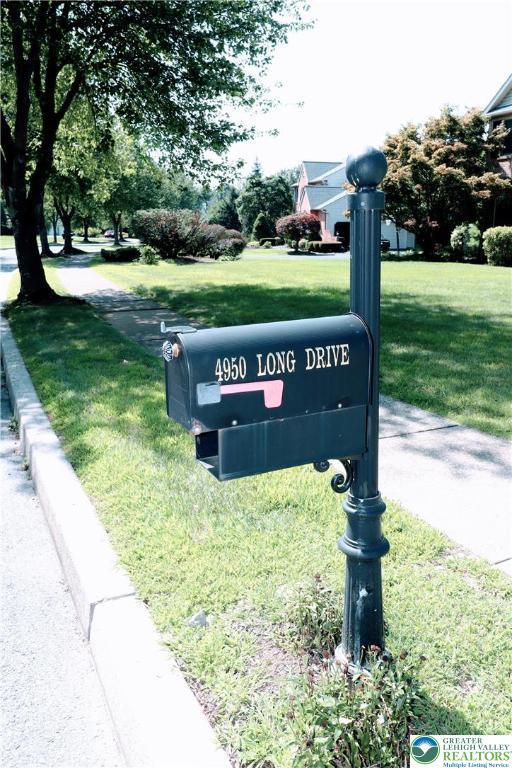 4950 LONG DRIVE
GREATER
LEHIGH VALLEY
REALTORS
Multiple Listing Service